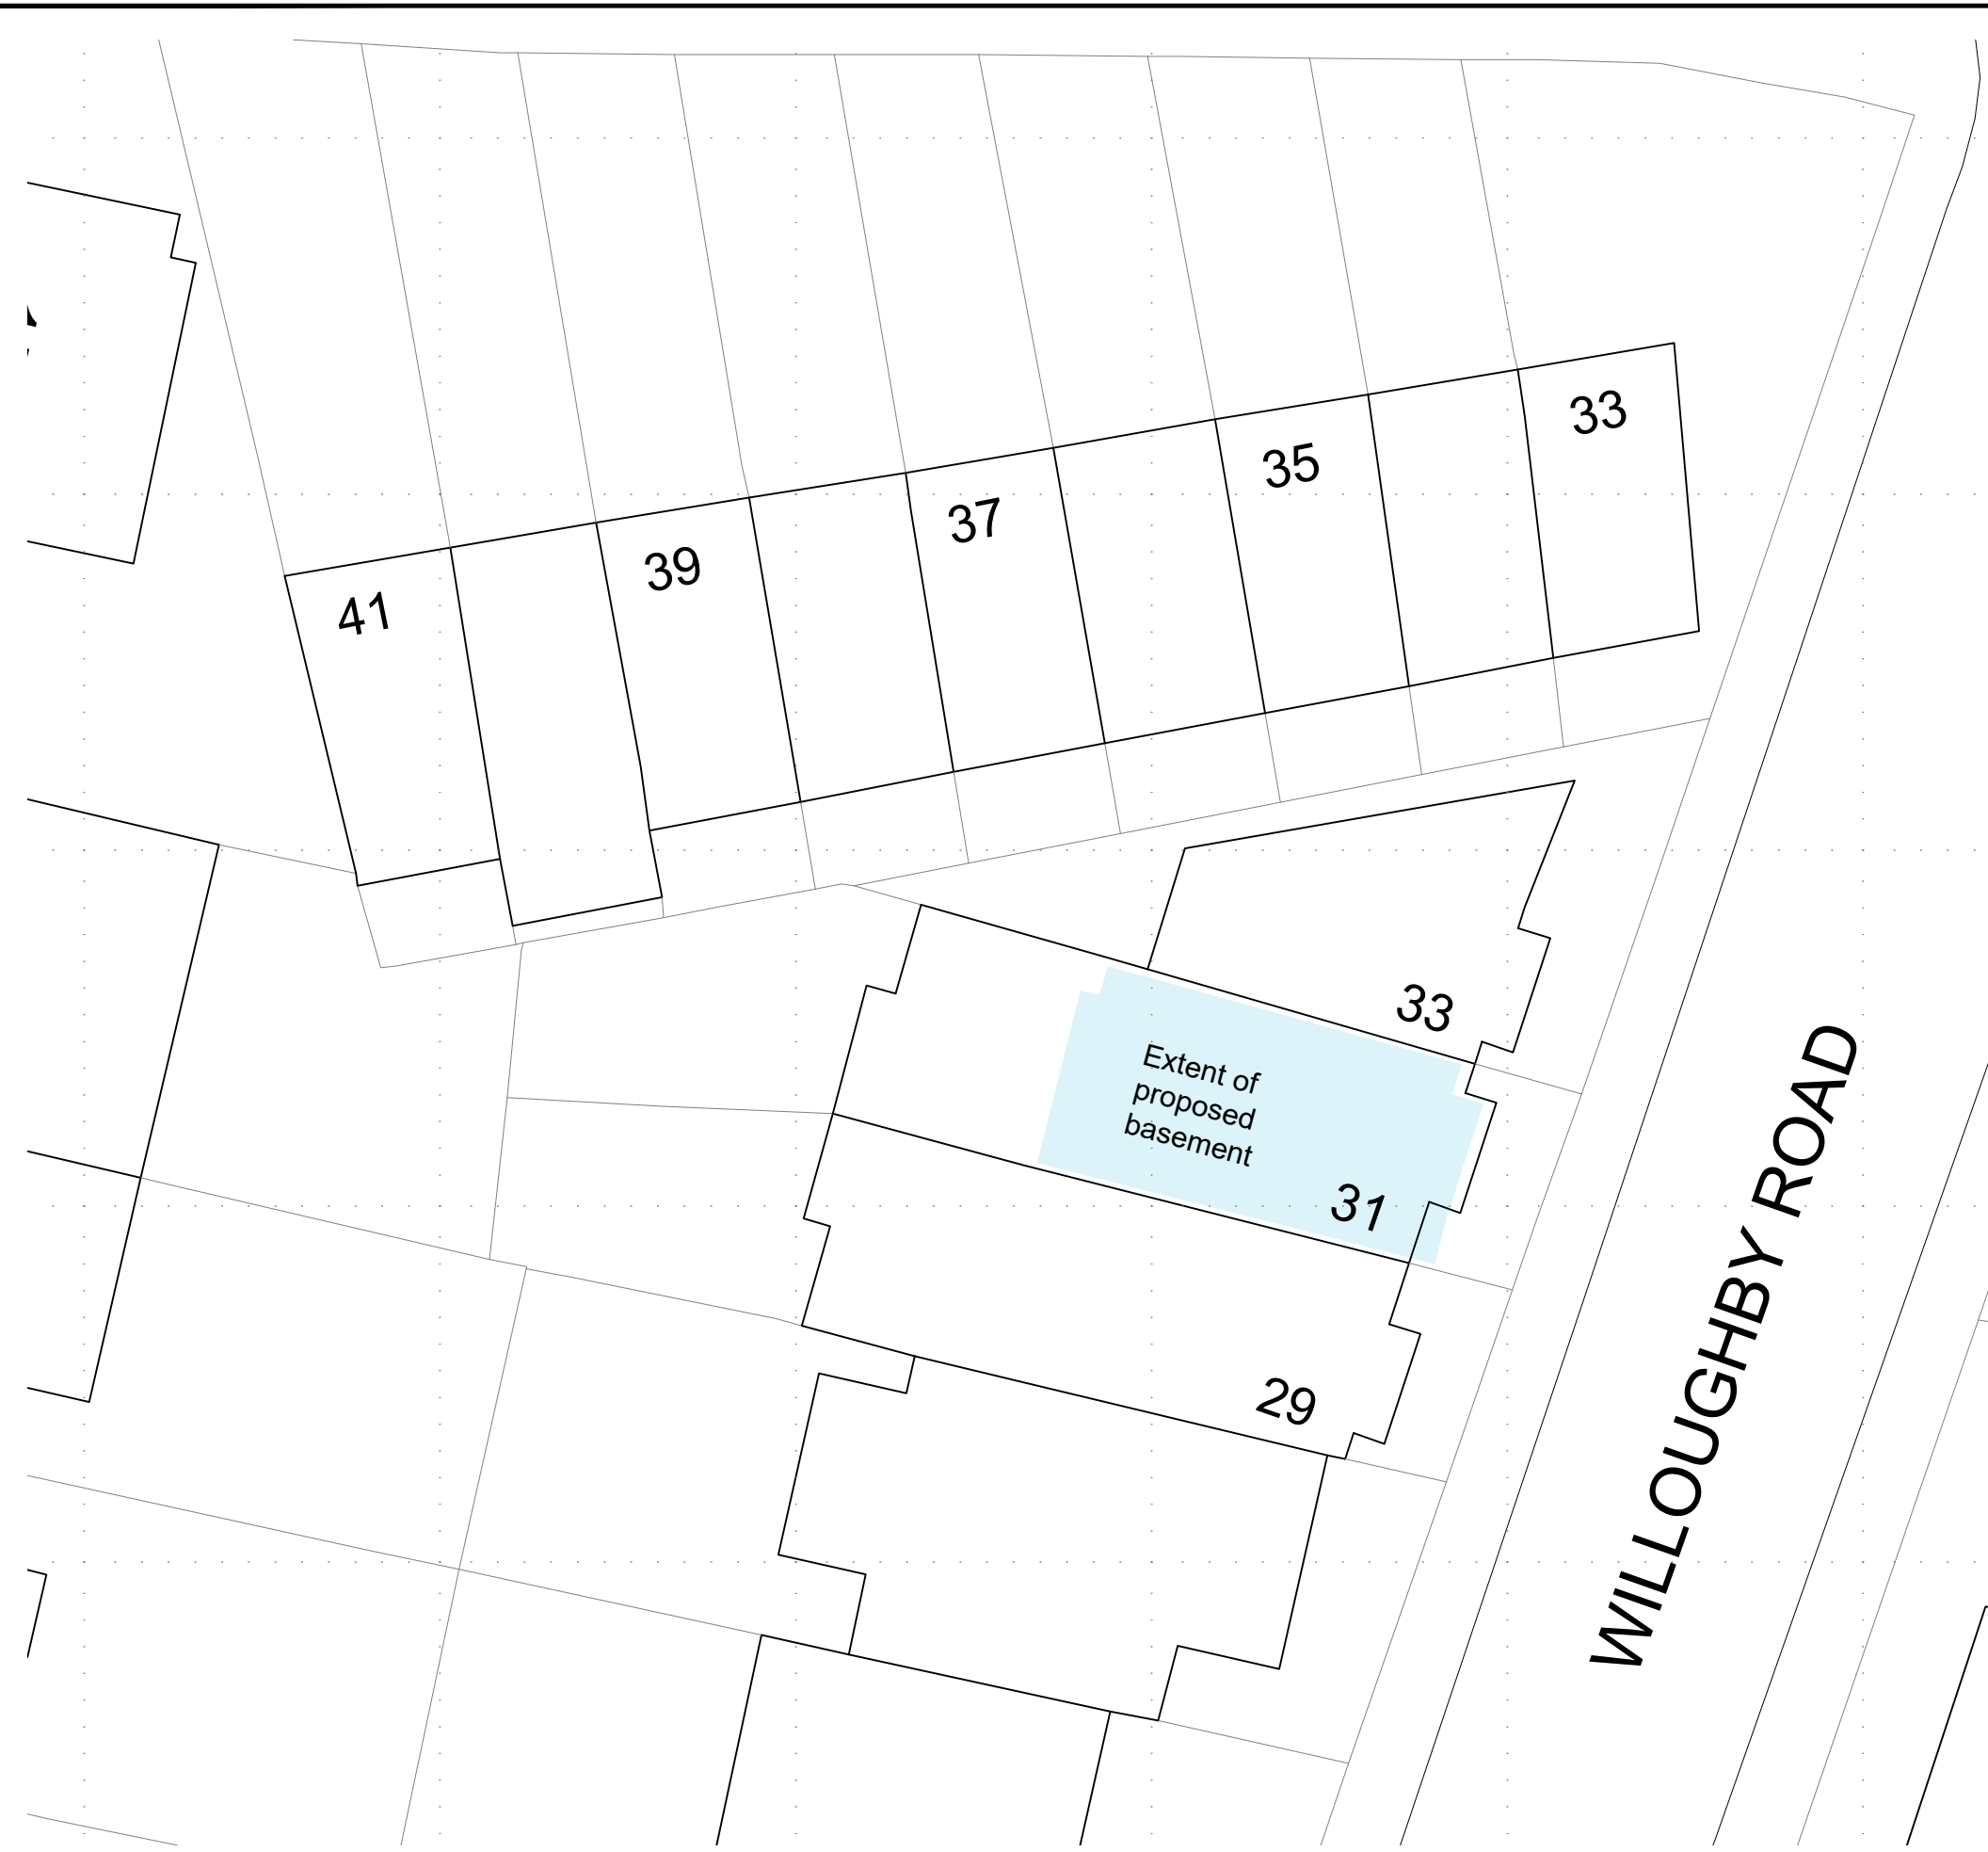 33
35
37
39
41
33
Extent of
proposed
basement
31
29
WILLOUGHBY ROAD